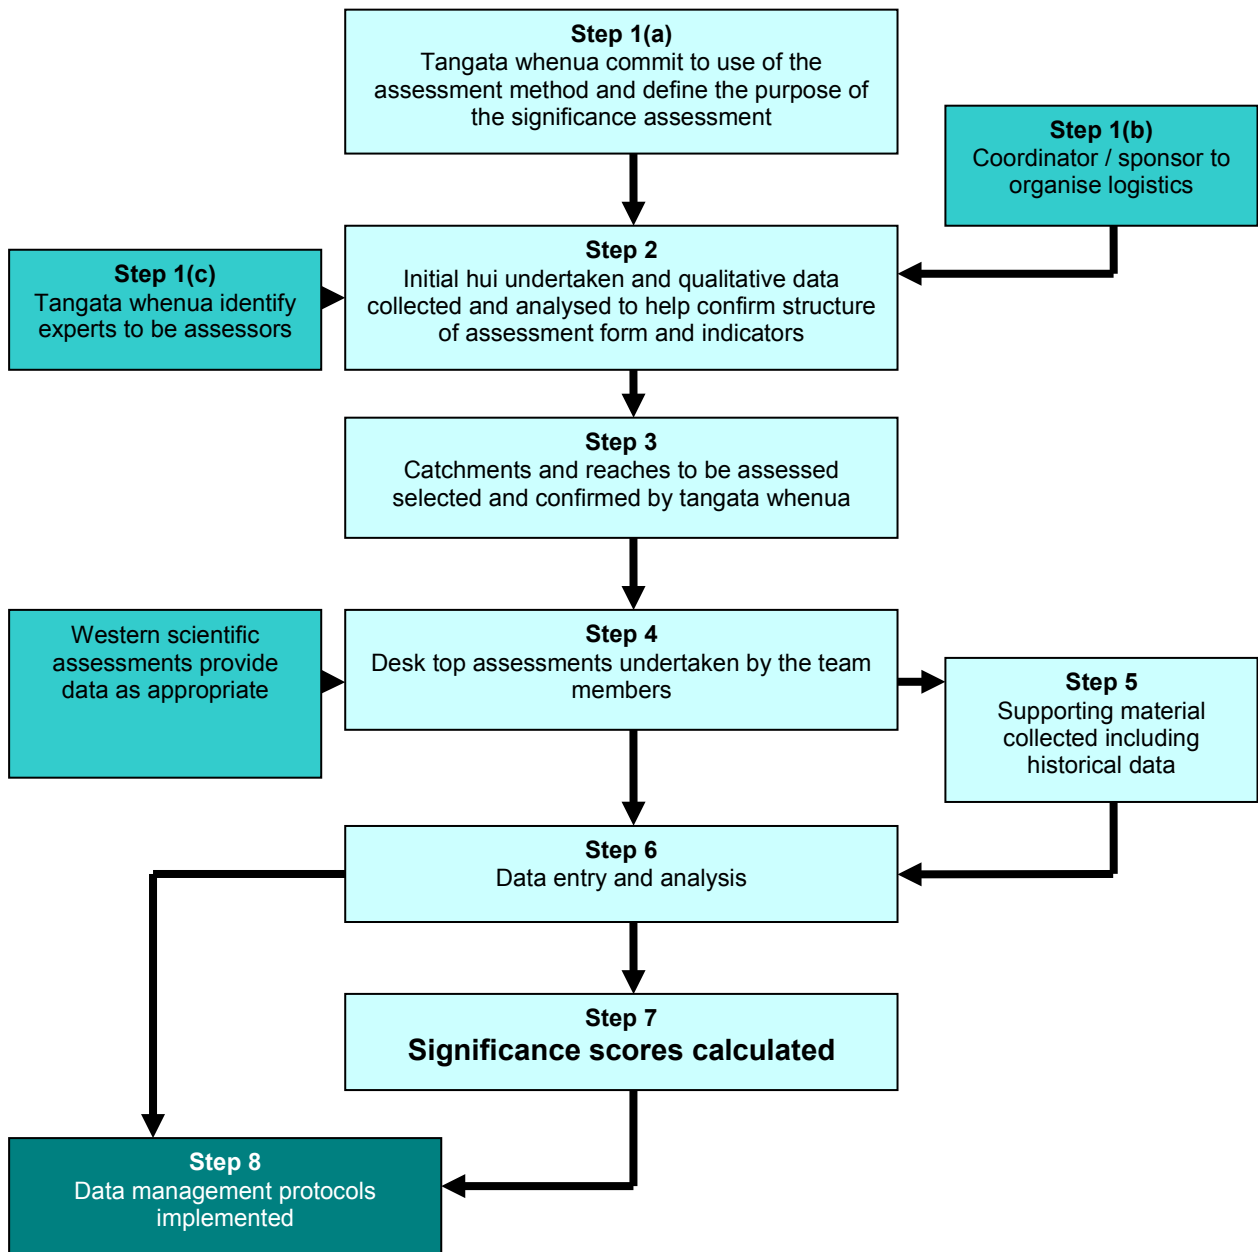 Step 1(a)
Tangata whenua commit to use of the
assessment method and define the purpose of
the significance assessment
Step 1(b)
Coordinator / sponsor to
organise logistics
Step 1(c)
Tangata whenua identify
experts to be assessors
Step 2
Initial hui undertaken and qualitative data
collected and analysed to help confirm structure
of assessment form and indicators
Step 3
Catchments and reaches to be assessed
selected and confirmed by tangata whenua
Western scientific
assessments provide
data as appropriate
Step 4
Desk top assessments undertaken by the team
members
Step 5
Supporting material
collected including
historical data
Step 6
Data entry and analysis
Step 7
Significance scores calculated
Step 8
Data management protocols
implemented